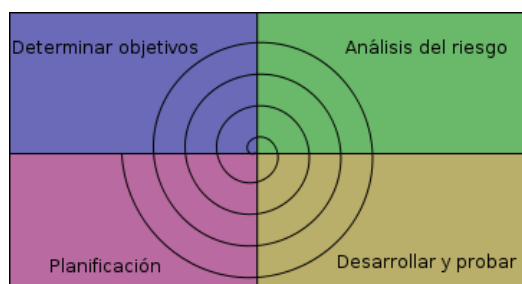 Determinar objetivos
Análisis del riesgo
Planificación
Desarrollar y probar